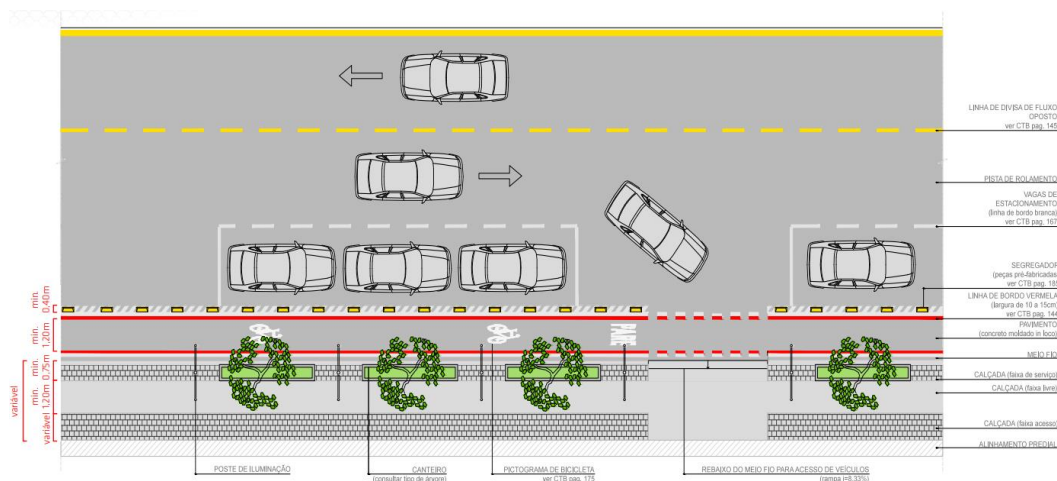 LINHA DE DIVISA DE FLUXO
OPOSTO
ver CTB pag. 145
PISTA DE ROLAMENTO
VAGAS DE
ESTACIONAMENTO
(linha de bordo branca)
ver CTB pag. 167
SEGREGADOR
(peças pré-fabricadas)
ver CTB pag. 185
LINHA DE BORDO VERMELA
(largura de 10 a 15cm)
ver CTB pag. 144
PAVIMENTO
(concreto moldado in loco)
MEIO FIO
CALÇADA (faixa de serviço)
CALÇADA (faixa livre)
CALÇADA (faixa acesso)
ALINHAMENTO PREDIAL
min.
0,40m
min.
1,20m
min.
0,75m
min.
1,20m
variável
variável
PARE
POSTE DE ILUMINAÇÃO
CANTEIRO
(consultar tipo de árvore)
PICTOGRAMA DE BICICLETA
ver CTB pag. 175
REBAIXO DO MEIO FIO PARA ACESSO DE VEÍCULOS
(rampa i=8.33%)